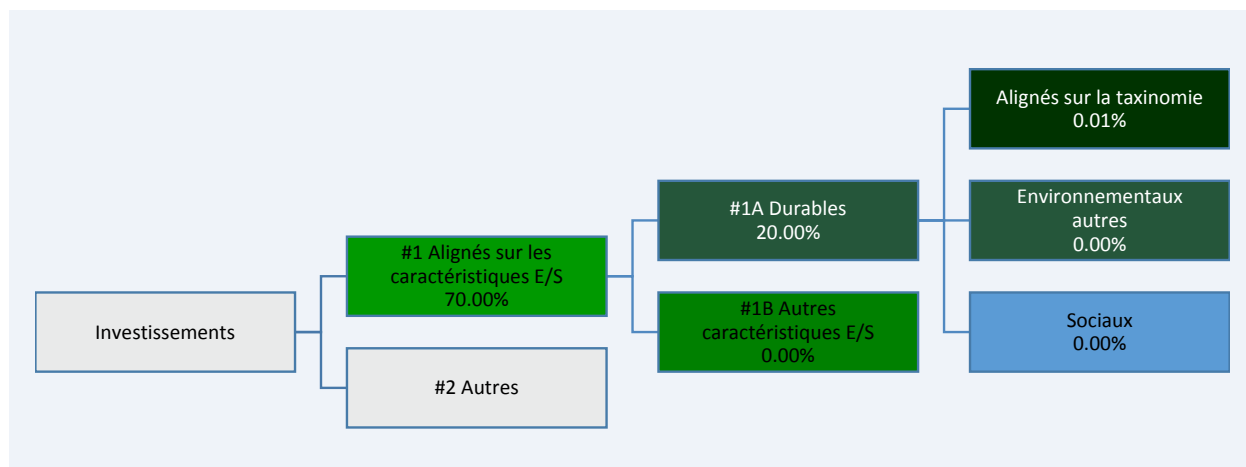 Investissements
#1 Alignés sur les
caractéristiques E/S
70.00%
#2 Autres
#1A Durables
20.00%
#1B Autres
caractéristiques E/S
0.00%
Alignés sur la taxinomie
0.01%
Environnementaux
autres
0.00%
Sociaux
0.00%